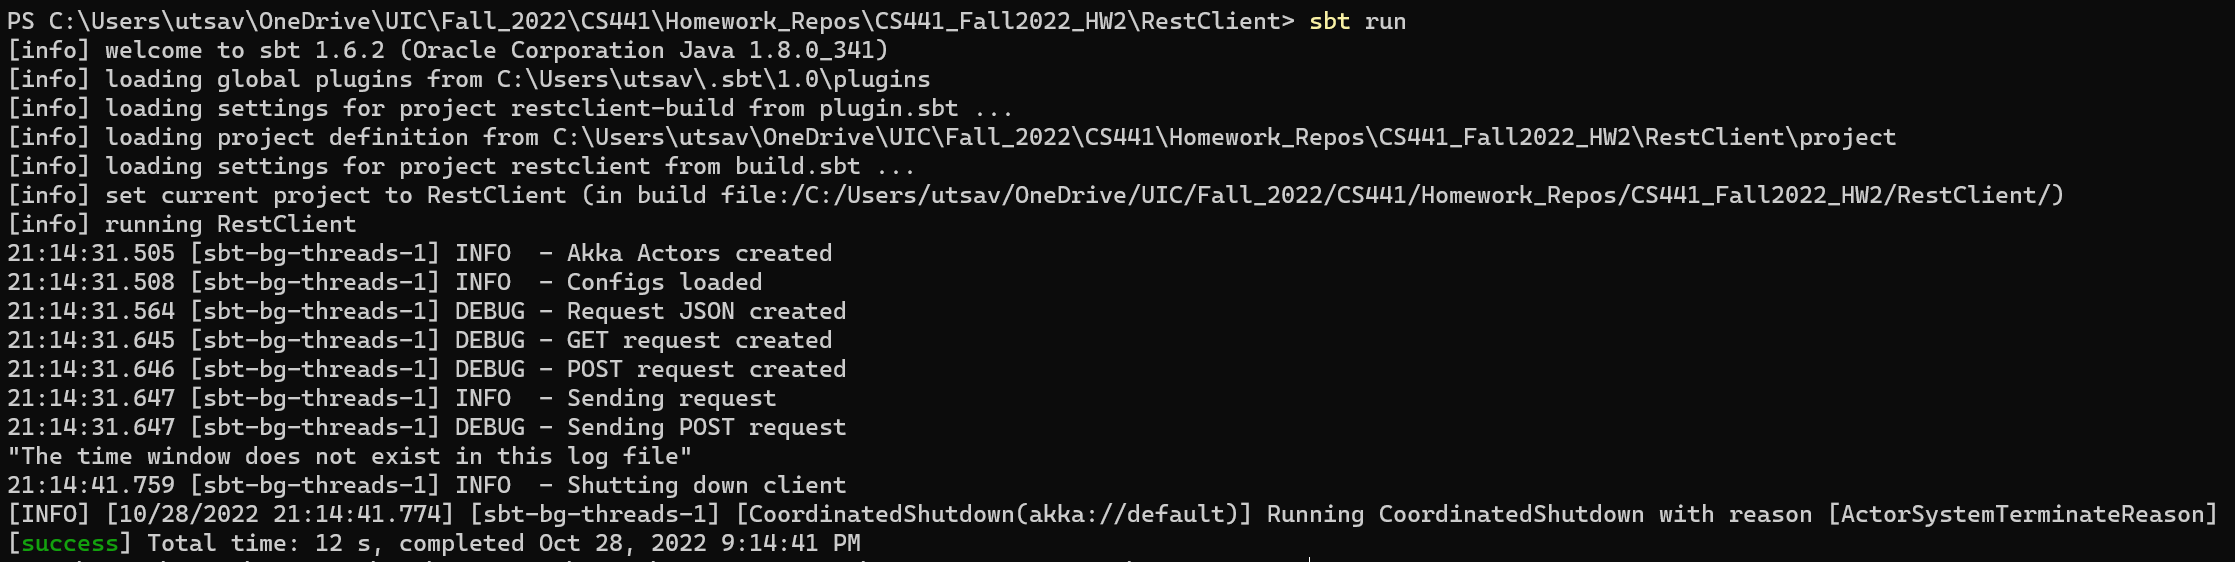 PS C:\Users\utsav\OneDrive\UIC\Fall_2022\CS441\Homework_Repos\CS441_Fall2022_HW2\RestClient> sbt run
[info] welcome to sbt 1.6.2 (Oracle Corporation Java 1.8.0_341)
[info] loading global plugins from C:\Users\utsav\.sbt\1.0\plugins
[info] loading settings for project restclient-build from plugin.sbt ...
[info] loading project definition from C:\Users\utsav\OneDrive\UIC\Fall_2022\CS441\Homework_Repos\CS441_Fall2022_HW2\RestClient\project
[info] loading settings for project restclient from build.sbt ...
[info] set current project to RestClient (in build file:/C:/Users/utsav/OneDrive/UIC/Fall_2022/CS441/Homework_Repos/CS441_Fall2022_HW2/RestClient/)
[info] running RestClient
21:14:31.505 [sbt-bg-threads-1] INFO  - Akka Actors created
21:14:31.508 [sbt-bg-threads-1] INFO  - Configs loaded
21:14:31.564 [sbt-bg-threads-1] DEBUG - Request JSON created
21:14:31.645 [sbt-bg-threads-1] DEBUG - GET request created
21:14:31.646 [sbt-bg-threads-1] DEBUG - POST request created
21:14:31.647 [sbt-bg-threads-1] INFO  - Sending request
21:14:31.647 [sbt-bg-threads-1] DEBUG - Sending POST request
"The time window does not exist in this log file"
21:14:41.759 [sbt-bg-threads-1] INFO  - Shutting down client
[INFO] [10/28/2022 21:14:41.774] [sbt-bg-threads-1] [CoordinatedShutdown(akka://default)] Running CoordinatedShutdown with reason [ActorSystemTerminateReason]
[success] Total time: 12 s, completed Oct 28, 2022 9:14:41 PM